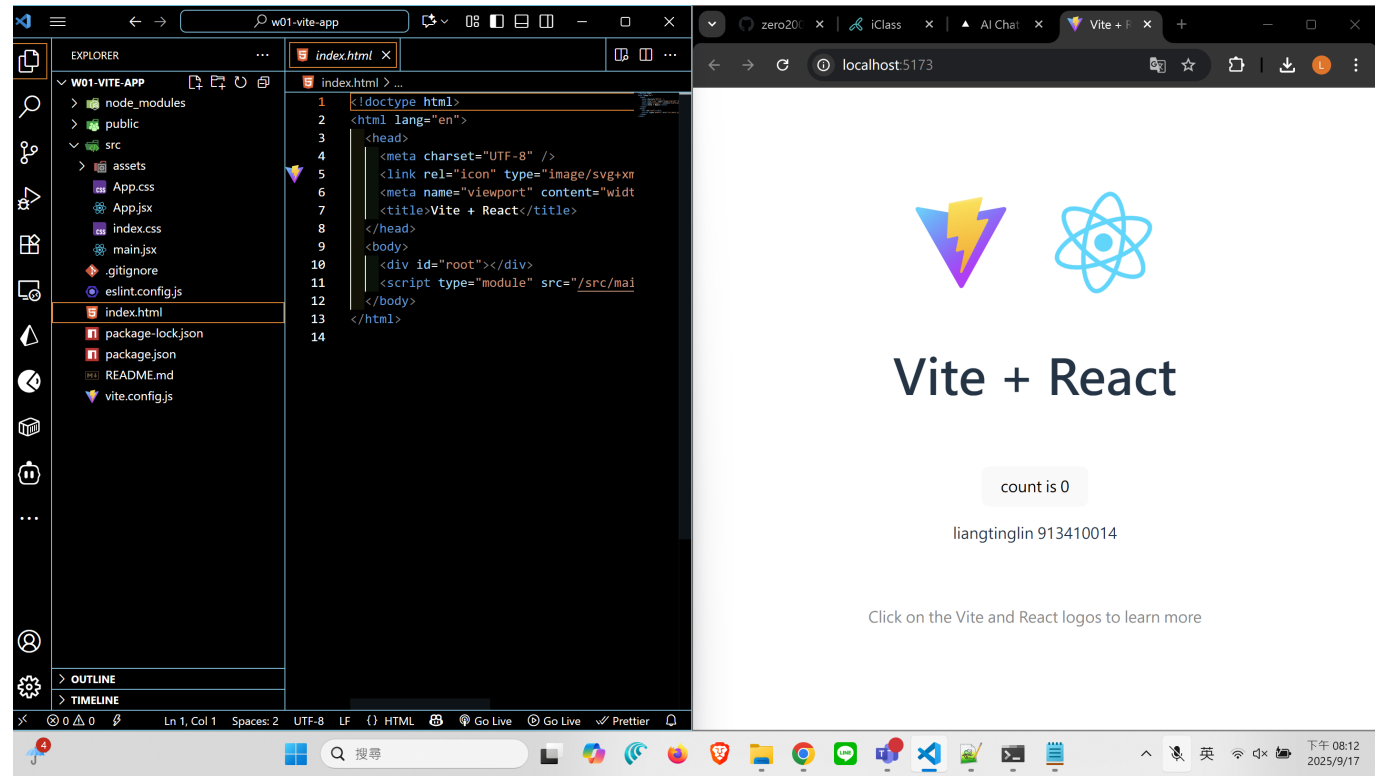 w01-vite-app
EXPLORER
W01-VITE-APP
node_modules
public
src
assets
App.css
App.jsx
index.css
main.jsx
.gitignore
eslint.config.js
index.html
package-lock.json
package.json
README.md
vite.config.js
OUTLINE
TIMELINE
index.html
index.html > ...
1 <!doctype html>
2 <html lang="en">
3 <head>
4 <meta charset="UTF-8" />
5 <link rel="icon" type="image/svg+xm
6 <meta name="viewport" content="widt
7 <title>Vite + React</title>
8 </head>
9 <body>
10 <div id="root"></div>
11 <script type="module" src="/src/mai
12 </body>
13 </html>
14
0 0 Ln 1, Col 1 Spaces: 2 UTF-8 LF {} HTML Go Live Go Live Prettier
zero200 iClass AI Chat Vite + R
localhost:5173 L
Vite + React
count is 0
liangtinglin 913410014
Click on the Vite and React logos to learn more
4 搜尋 英 下午 08:12
2025/9/17